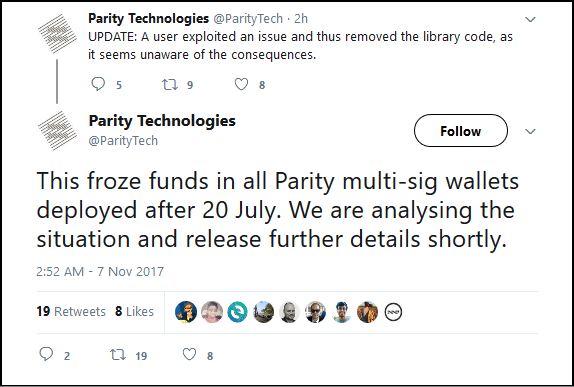 Parity Technologies @ParityTech · 2h
UPDATE: A user exploited an issue and thus removed the library code, as
it seems unaware of the consequences.
5 9 8
Parity Technologies
@ParityTech
Follow
This froze funds in all Parity multi-sig wallets
deployed after 20 July. We are analysing the
situation and release further details shortly.
2:52 AM - 7 Nov 2017
19 Retweets 8 Likes
2 19 8